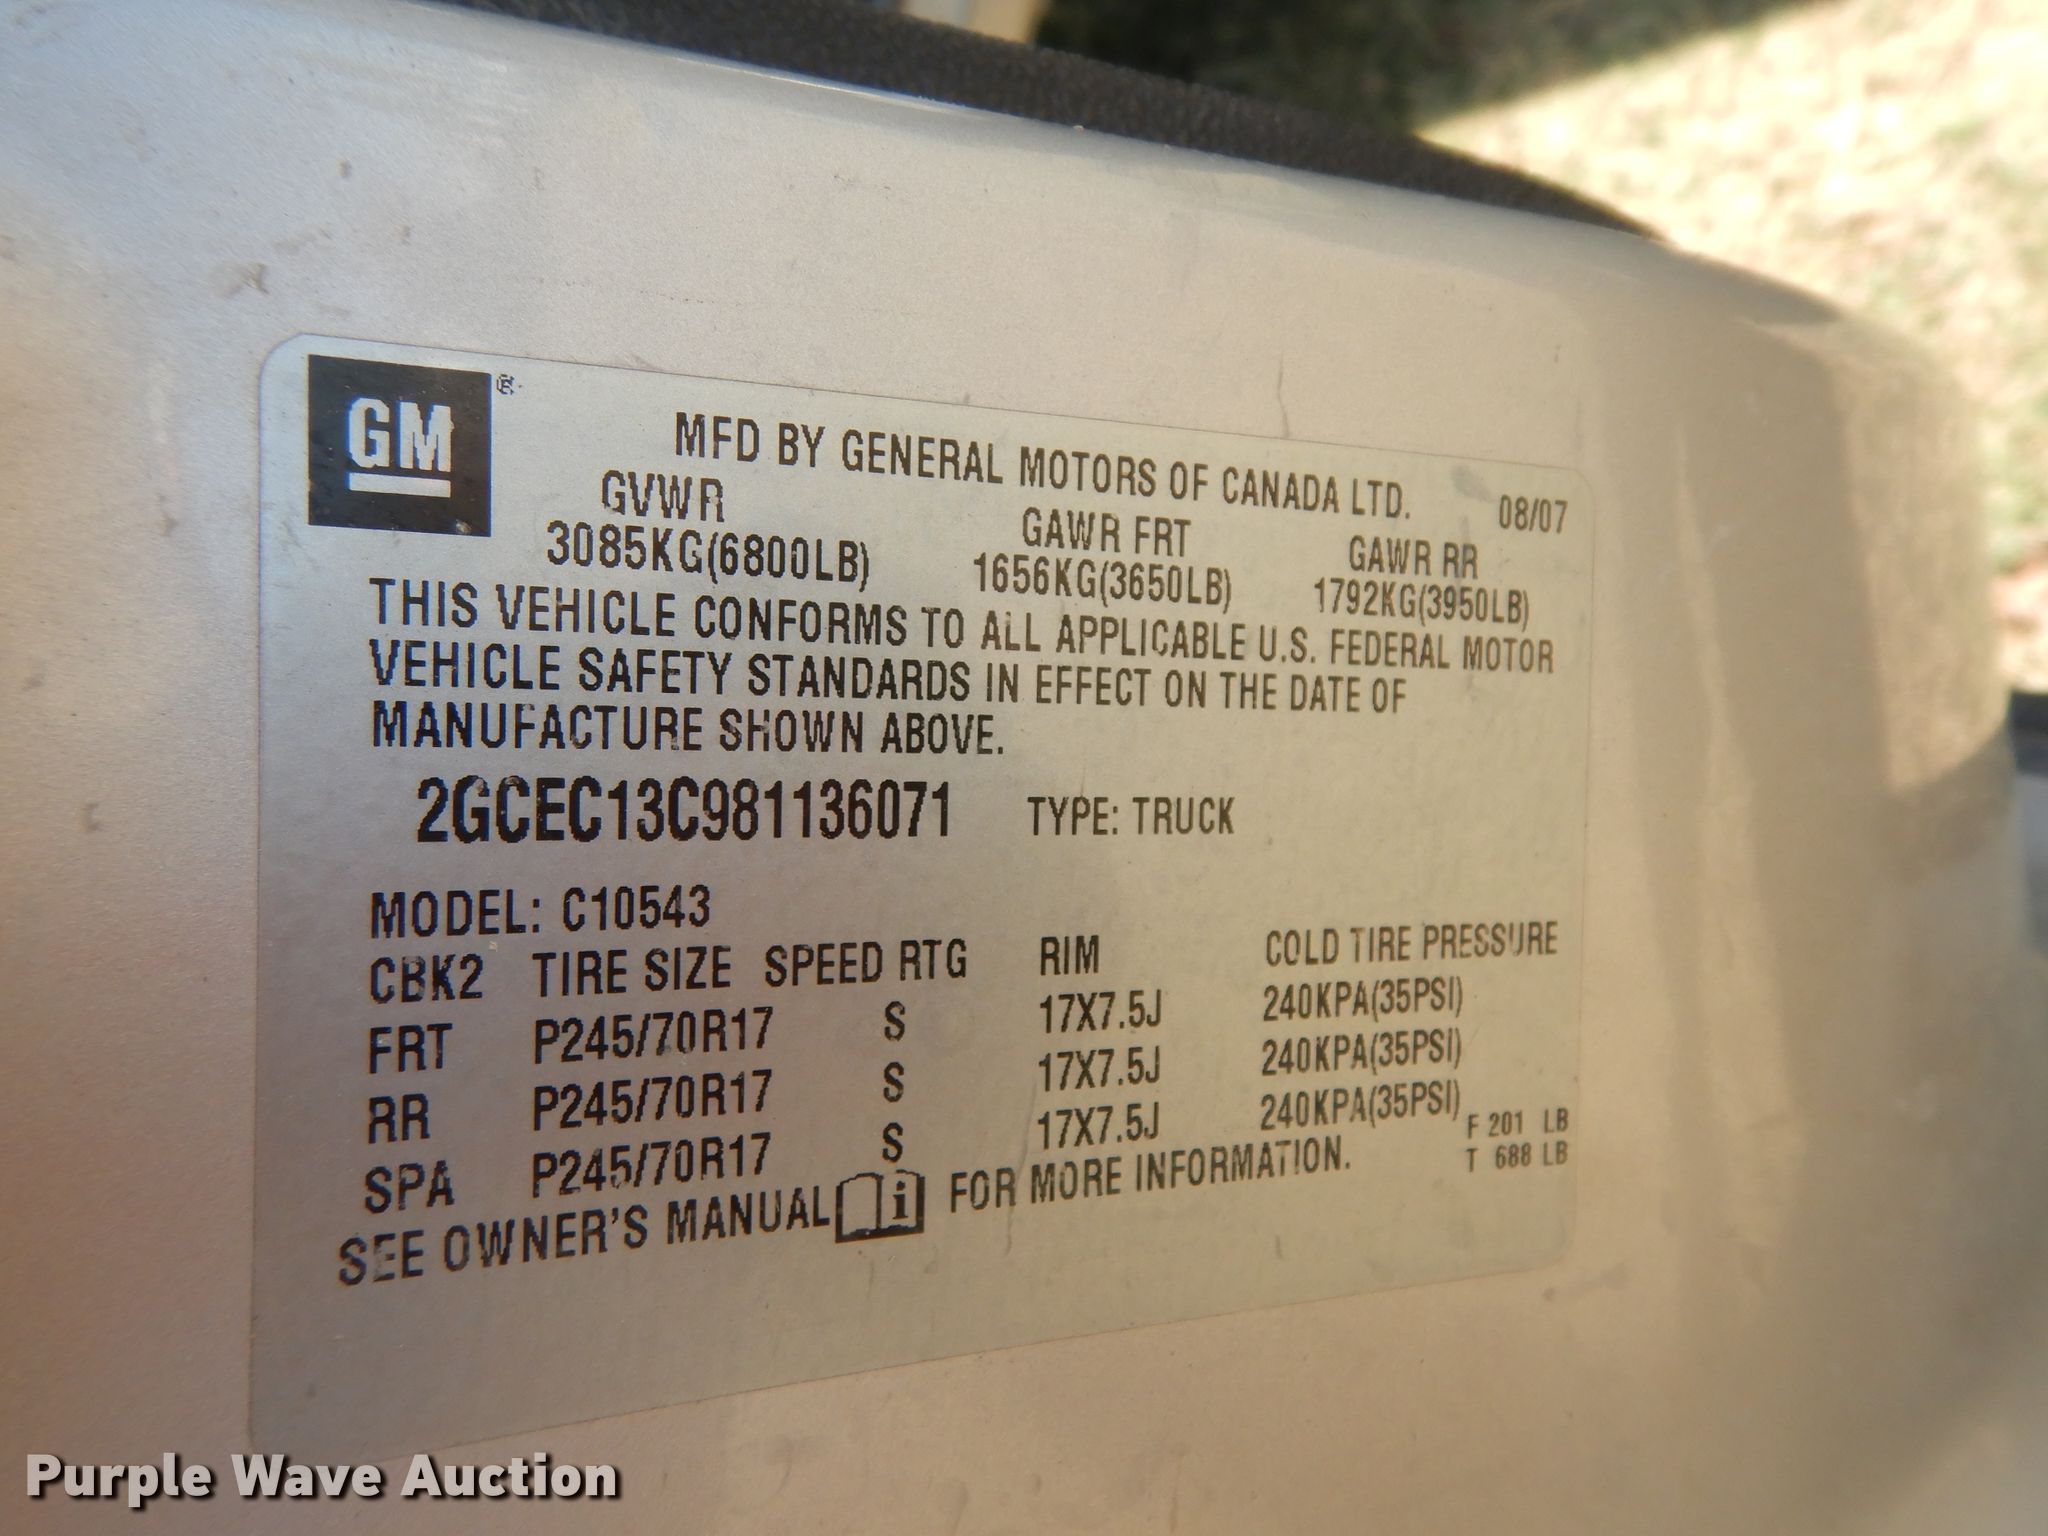 GM®
MFD BY GENERAL MOTORS OF CANADA LTD. 08/07
GVWR GAWR FRT GAWR RR
3085KG(6800LB) 1656KG(3650LB) 1792KG(3950LB)
THIS VEHICLE CONFORMS TO ALL APPLICABLE U.S. FEDERAL MOTOR
VEHICLE SAFETY STANDARDS IN EFFECT ON THE DATE OF
MANUFACTURE SHOWN ABOVE.
2GCEC13C981136071 TYPE: TRUCK
MODEL: C10543
CBK2 TIRE SIZE SPEED RTG RIM COLD TIRE PRESSURE
FRT P245/70R17 S 17X7.5J 240KPA(35PSI)
RR P245/70R17 S 17X7.5J 240KPA(35PSI)
SPA P245/70R17 S 17X7.5J 240KPA(35PSI)
F 201 LB
T 688 LB
SEE OWNER'S MANUAL i FOR MORE INFORMATION.
Purple Wave Auction